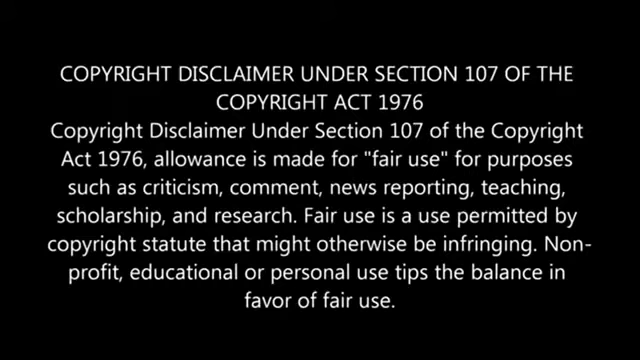 COPYRIGHT DISCLAIMER UNDER SECTION 107 OF THE
COPYRIGHT ACT 1976
Copyright Disclaimer Under Section 107 of the Copyright
Act 1976, allowance is made for "fair use" for purposes
such as criticism, comment, news reporting, teaching,
scholarship, and research. Fair use is a use permitted by
copyright statute that might otherwise be infringing. Non-
profit, educational or personal use tips the balance in
favor of fair use.